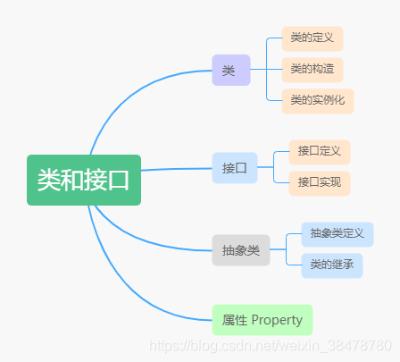 类和接口
类
类的定义
类的构造
类的实例化
接口
接口定义
接口实现
抽象类
抽象类定义
类的继承
属性 Property
https://blog.csdn.net/weixin_38478780